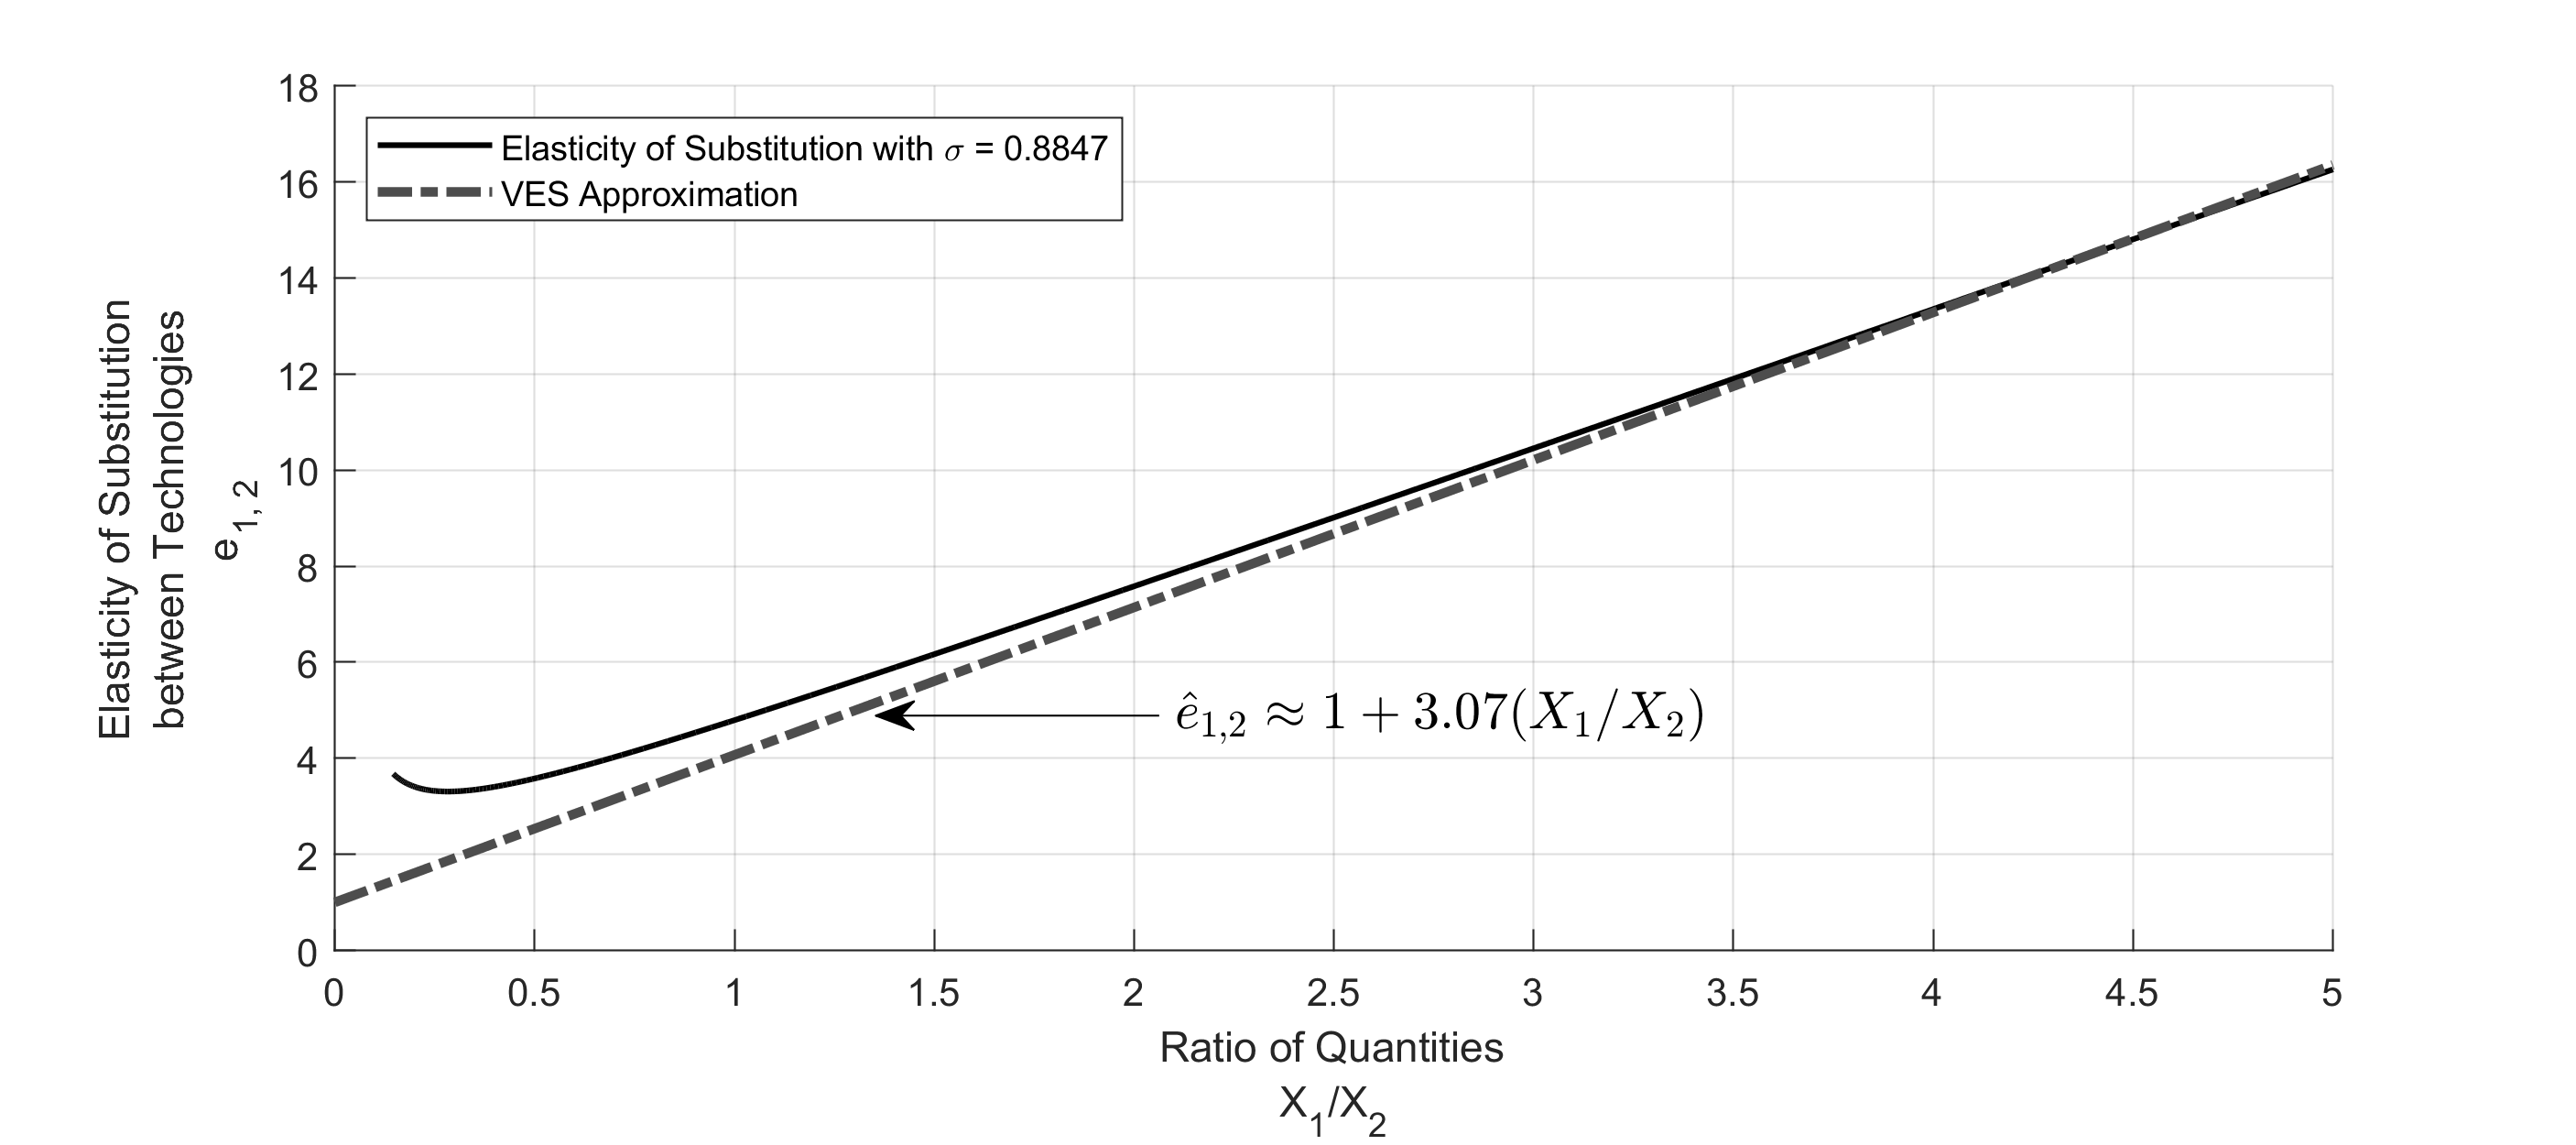 18
16
14
12
10
8
6
4
2
0
Elasticity of Substitution
between Technologies
e1, 2
Elasticity of Substitution with σ = 0.8847
VES Approximation
ê1,2 ≈ 1 + 3.07(X1/X2)
0 0.5 1 1.5 2 2.5 3 3.5 4 4.5 5
Ratio of Quantities
X1/X2